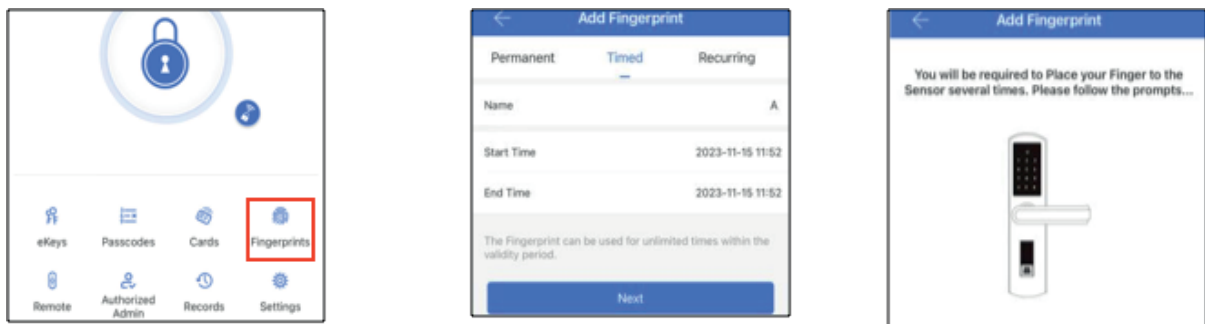 eKeys
Passcodes
Cards
Fingerprints
Remote
Authorized
Admin
Records
Settings
Add Fingerprint
Permanent
Timed
Recurring
Name
A
Start Time
2023-11-15 11:52
End Time
2023-11-15 11:52
The Fingerprint can be used for unlimited times within the
validity period.
Next
Add Fingerprint
You will be required to Place your Finger to the
Sensor several times. Please follow the prompts...